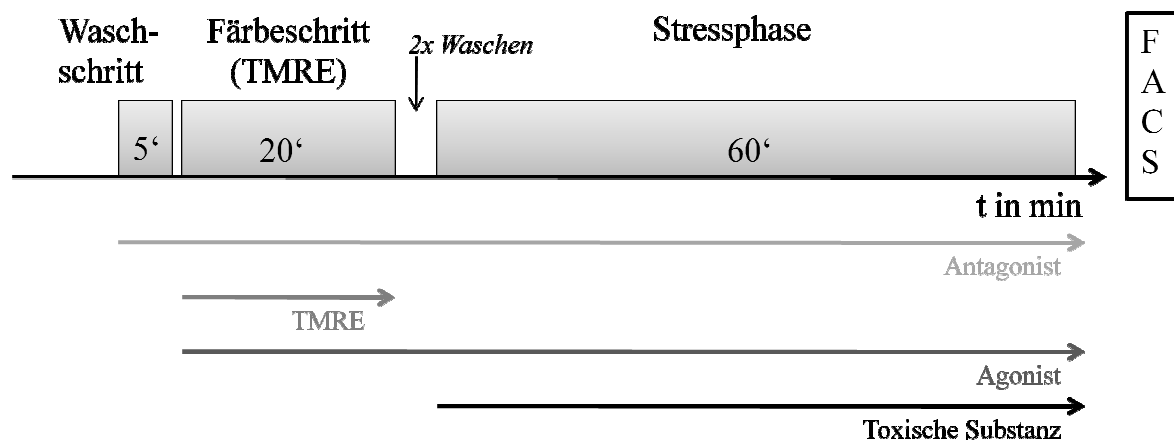 Wasch-
schritt
Färbeschritt
(TMRE)
2x Waschen
Stressphase
5‘
20‘
60‘
F
A
C
S
t in min
Antagonist
TMRE
Agonist
Toxische Substanz